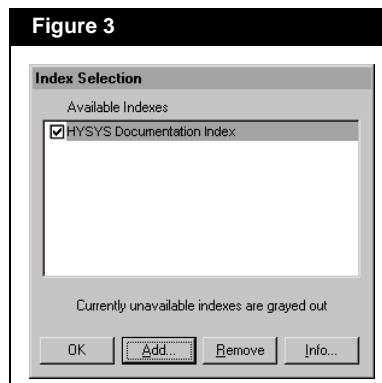 Figure 3
Index Selection
Available Indexes
HYSYS Documentation Index
Currently unavailable indexes are grayed out
OK Add... Remove Info...